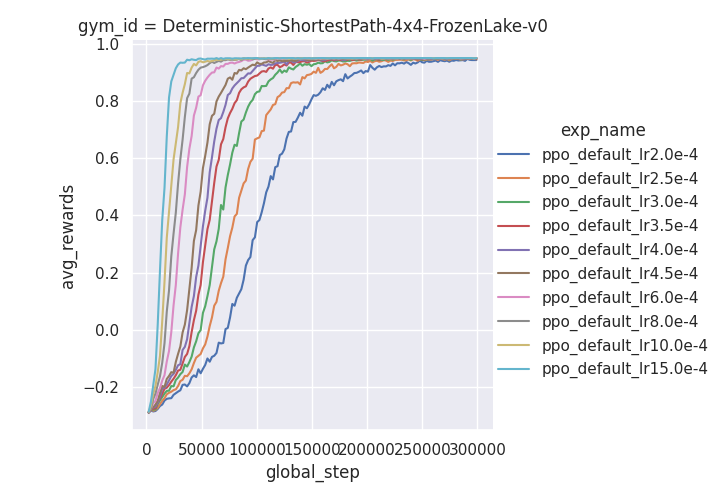 gym_id = Deterministic-ShortestPath-4x4-FrozenLake-v0
1.0
0.8
0.6
0.4
0.2
0.0
−0.2
avg_rewards
0 50000 100000 150000 200000 250000 300000
global_step
exp_name
ppo_default_lr2.0e-4
ppo_default_lr2.5e-4
ppo_default_lr3.0e-4
ppo_default_lr3.5e-4
ppo_default_lr4.0e-4
ppo_default_lr4.5e-4
ppo_default_lr6.0e-4
ppo_default_lr8.0e-4
ppo_default_lr10.0e-4
ppo_default_lr15.0e-4